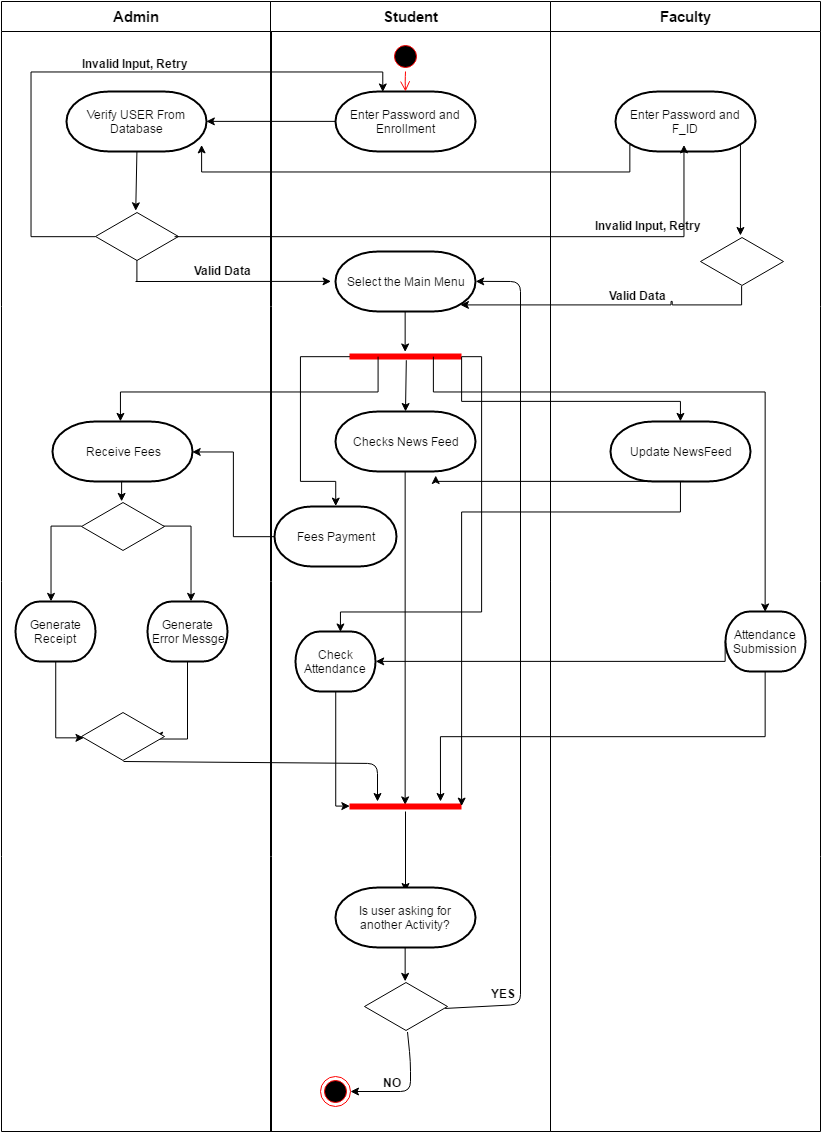 Admin
Student
Faculty
Invalid Input, Retry
Verify USER From
Database
Enter Password and
Enrollment
Enter Password and
F_ID
Invalid Input, Retry
Valid Data
Select the Main Menu
Valid Data
Receive Fees
Checks News Feed
Update NewsFeed
Fees Payment
Generate
Receipt
Generate
Error Messge
Check
Attendance
Attendance
Submission
Is user asking for
another Activity?
YES
NO